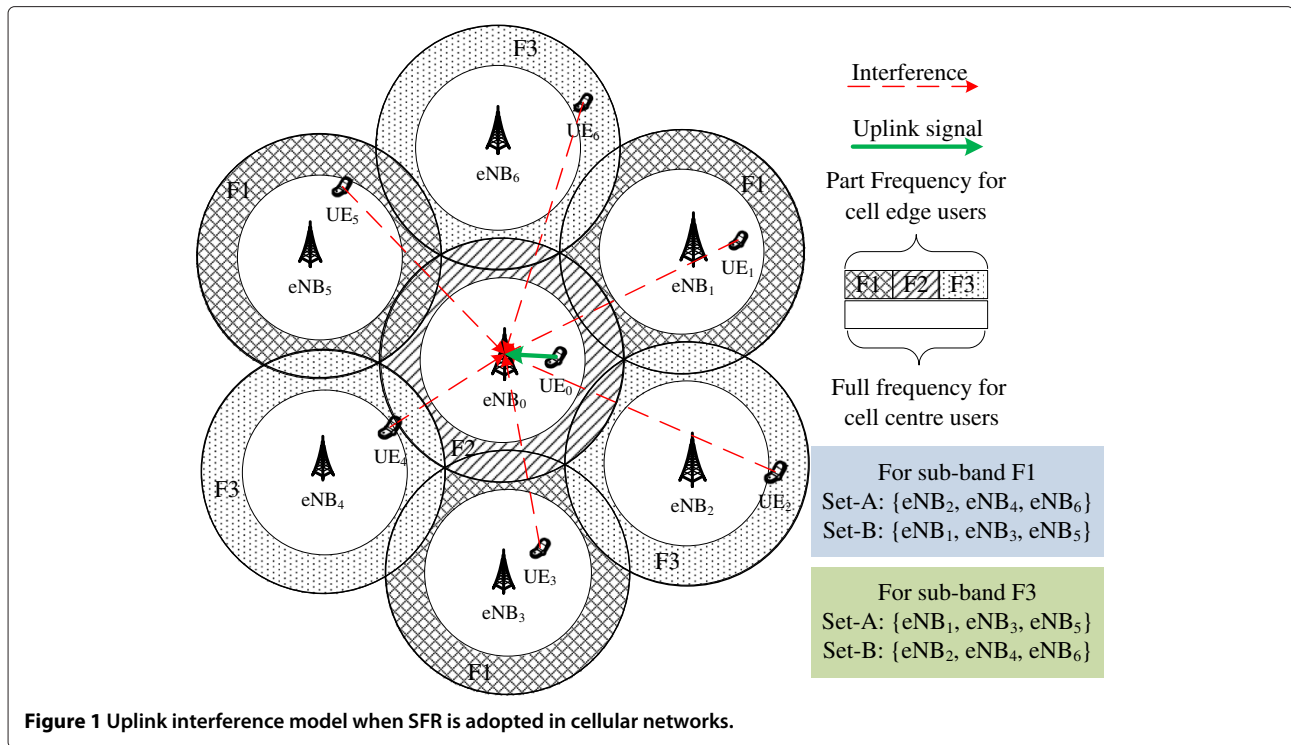 F3
UE6
eNB6
F1
UE5
eNB5
F1
UE1
eNB1
UE0
eNB0
F2
F3
UE4
eNB4
UE2
eNB2
F3
UE3
eNB3
F1
Interference
Uplink signal
Part Frequency for
cell edge users
F1 F2 F3
Full frequency for
cell centre users
For sub-band F1
Set-A: {eNB2, eNB4, eNB6}
Set-B: {eNB1, eNB3, eNB5}
For sub-band F3
Set-A: {eNB1, eNB3, eNB5}
Set-B: {eNB2, eNB4, eNB6}
Figure 1 Uplink interference model when SFR is adopted in cellular networks.